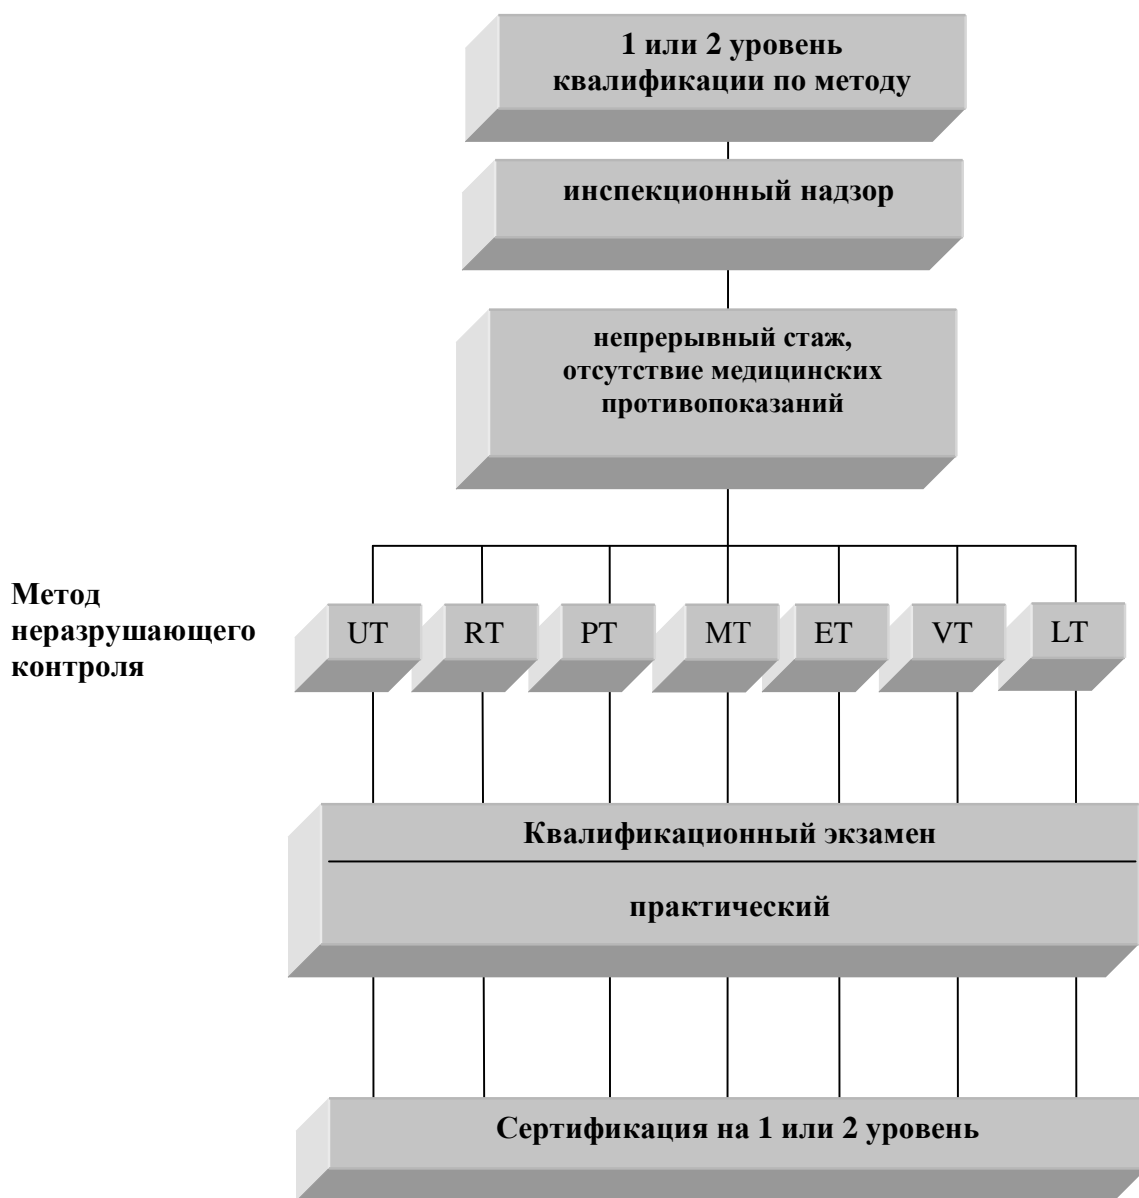 1 или 2 уровень
квалификации по методу
инспекционный надзор
непрерывный стаж,
отсутствие медицинских
противопоказаний
Метод
неразрушающего
контроля
UT RT PT MT ET VT LT
Квалификационный экзамен
практический
Сертификация на 1 или 2 уровень